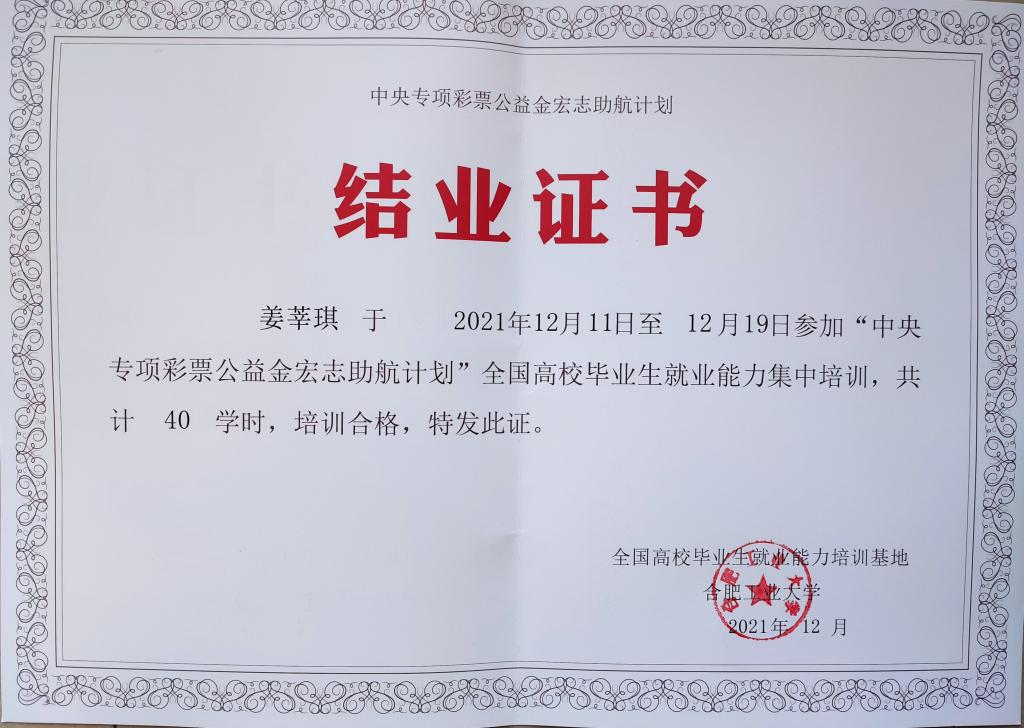 中央专项彩票公益金宏志助航计划
结业证书
姜莘琪 于 2021年12月11日至 12月19日参加“中央
专项彩票公益金宏志助航计划”全国高校毕业生就业能力集中培训，共
计 40 学时，培训合格，特发此证。
全国高校毕业生就业能力培训基地
合肥工业大学
合肥工业大学
2021年 12 月